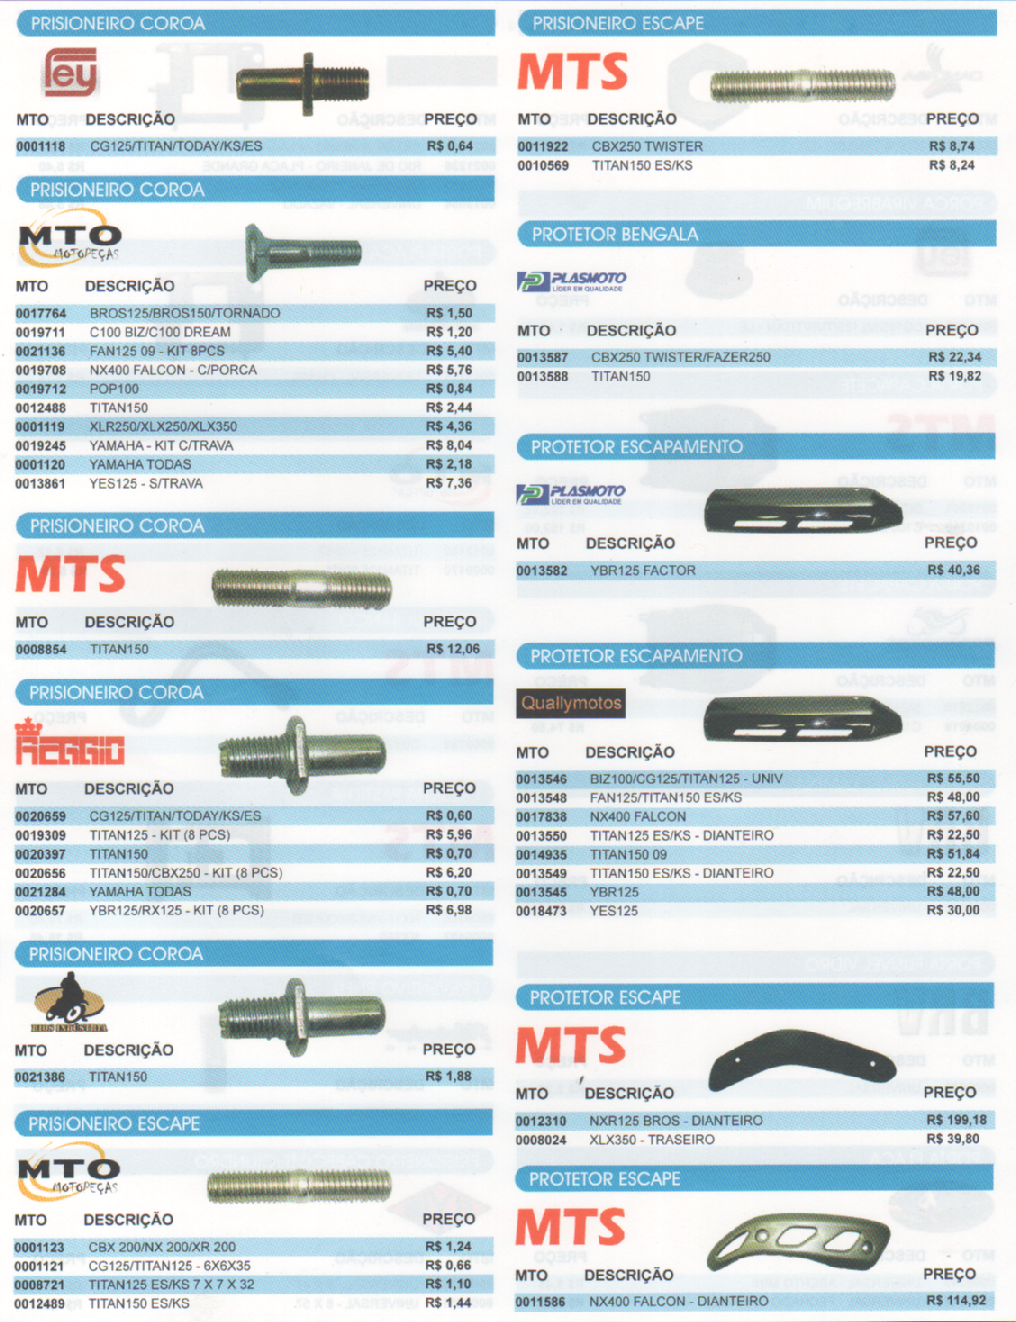 PRISIONEIRO COROA
Fey
MTO DESCRIÇÃO PREÇO
0001118 CG125/TITAN/TODAY/KS/ES R$ 0,64
PRISIONEIRO COROA
MTO
MOTOPEÇAS
MTO DESCRIÇÃO PREÇO
0017764 BROS125/BROS150/TORNADO R$ 1,50
0019711 C100 BIZ/C100 DREAM R$ 1,20
0021136 FAN125 09 - KIT 8PCS R$ 5,40
0019708 NX400 FALCON - C/PORCA R$ 5,76
0019712 POP100 R$ 0,84
0012488 TITAN150 R$ 2,44
0001119 XLR250/XLX250/XLX350 R$ 4,36
0019245 YAMAHA - KIT C/TRAVA R$ 8,04
0001120 YAMAHA TODAS R$ 2,18
0013861 YES125 - S/TRAVA R$ 7,36
PRISIONEIRO COROA
MTS
MTO DESCRIÇÃO PREÇO
0008854 TITAN150 R$ 12,06
PRISIONEIRO COROA
REGGIO
MTO DESCRIÇÃO PREÇO
0020659 CG125/TITAN/TODAY/KS/ES R$ 0,60
0019309 TITAN125 - KIT (8 PCS) R$ 5,96
0020397 TITAN150 R$ 0,70
0020656 TITAN150/CBX250 - KIT (8 PCS) R$ 6,20
0021284 YAMAHA TODAS R$ 0,70
0020657 YBR125/RX125 - KIT (8 PCS) R$ 6,98
PRISIONEIRO COROA
MTO DESCRIÇÃO PREÇO
0021386 TITAN150 R$ 1,88
PRISIONEIRO ESCAPE
MTO
MOTOPEÇAS
MTO DESCRIÇÃO PREÇO
0001123 CBX 200/NX 200/XR 200 R$ 1,24
0001121 CG125/TITAN125 - 6X6X35 R$ 0,66
0008721 TITAN125 ES/KS 7 X 7 X 32 R$ 1,10
0012489 TITAN150 ES/KS R$ 1,44
PRISIONEIRO ESCAPE
MTS
MTO DESCRIÇÃO PREÇO
0011922 CBX250 TWISTER R$ 8,74
0010569 TITAN150 ES/KS R$ 8,24
PROTETOR BENGALA
PLASMOTO
LÍDER EM QUALIDADE
MTO DESCRIÇÃO PREÇO
0013587 CBX250 TWISTER/FAZER250 R$ 22,34
0013588 TITAN150 R$ 19,82
PROTETOR ESCAPAMENTO
PLASMOTO
LÍDER EM QUALIDADE
MTO DESCRIÇÃO PREÇO
0013582 YBR125 FACTOR R$ 40,36
PROTETOR ESCAPAMENTO
Quallymotos
MTO DESCRIÇÃO PREÇO
0013546 BIZ100/CG125/TITAN125 - UNIV R$ 55,50
0013548 FAN125/TITAN150 ES/KS R$ 48,00
0017838 NX400 FALCON R$ 57,60
0013550 TITAN125 ES/KS - DIANTEIRO R$ 22,50
0014935 TITAN150 09 R$ 51,84
0013549 TITAN150 ES/KS - DIANTEIRO R$ 22,50
0013545 YBR125 R$ 48,00
0018473 YES125 R$ 30,00
PROTETOR ESCAPE
MTS
MTO DESCRIÇÃO PREÇO
0012310 NXR125 BROS - DIANTEIRO R$ 199,18
0008024 XLX350 - TRASEIRO R$ 39,80
PROTETOR ESCAPE
MTS
MTO DESCRIÇÃO PREÇO
0011586 NX400 FALCON - DIANTEIRO R$ 114,92